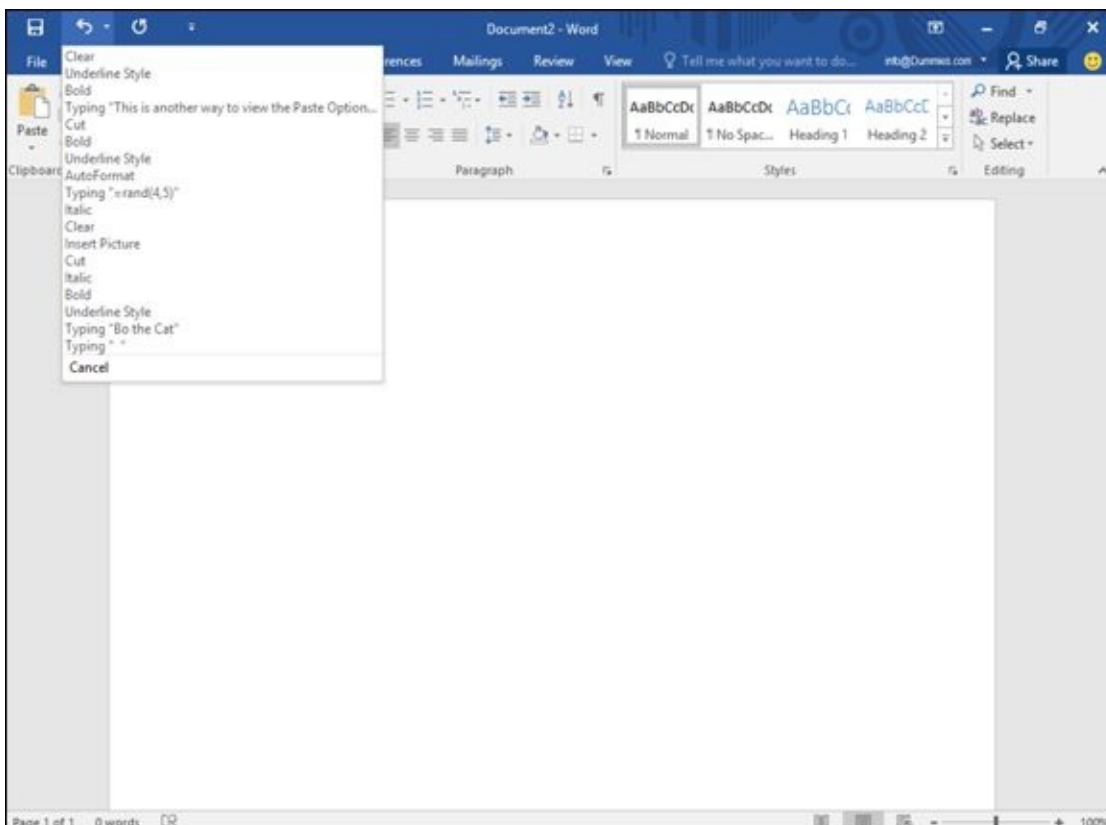 Document2 - Word
File
rences Mailings Review View Tell me what you want to do... info@Dummies.com Share
Clear
Underline Style
Bold
Typing "This is another way to view the Paste Option...
Cut
Bold
Underline Style
AutoFormat
Typing "=rand(4,5)"
Italic
Clear
Insert Picture
Cut
Italic
Bold
Underline Style
Typing "Bo the Cat"
Typing " "
Cancel
Paste
Clipboard
Paragraph
AaBbCcDc AaBbCcDc AaBbCc AaBbCcC
¶ Normal ¶ No Spac... Heading 1 Heading 2
Styles
Find
Replace
Select
Editing
Page 1 of 1 0 words 100%